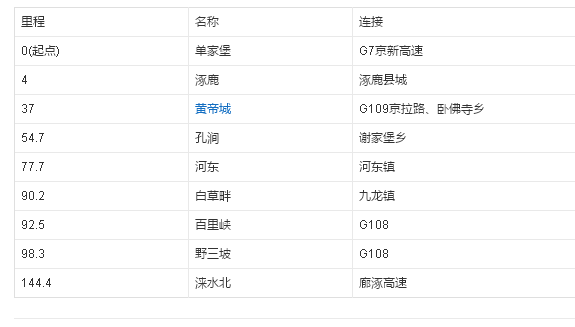 里程 名称 连接
0(起点) 单家堡 G7京新高速
4 涿鹿 涿鹿县城
37 黄帝城 G109京拉路、卧佛寺乡
54.7 孔涧 谢家堡乡
77.7 河东 河东镇
90.2 白草畔 九龙镇
92.5 百里峡 G108
98.3 野三坡 G108
144.4 涞水北 廊涿高速